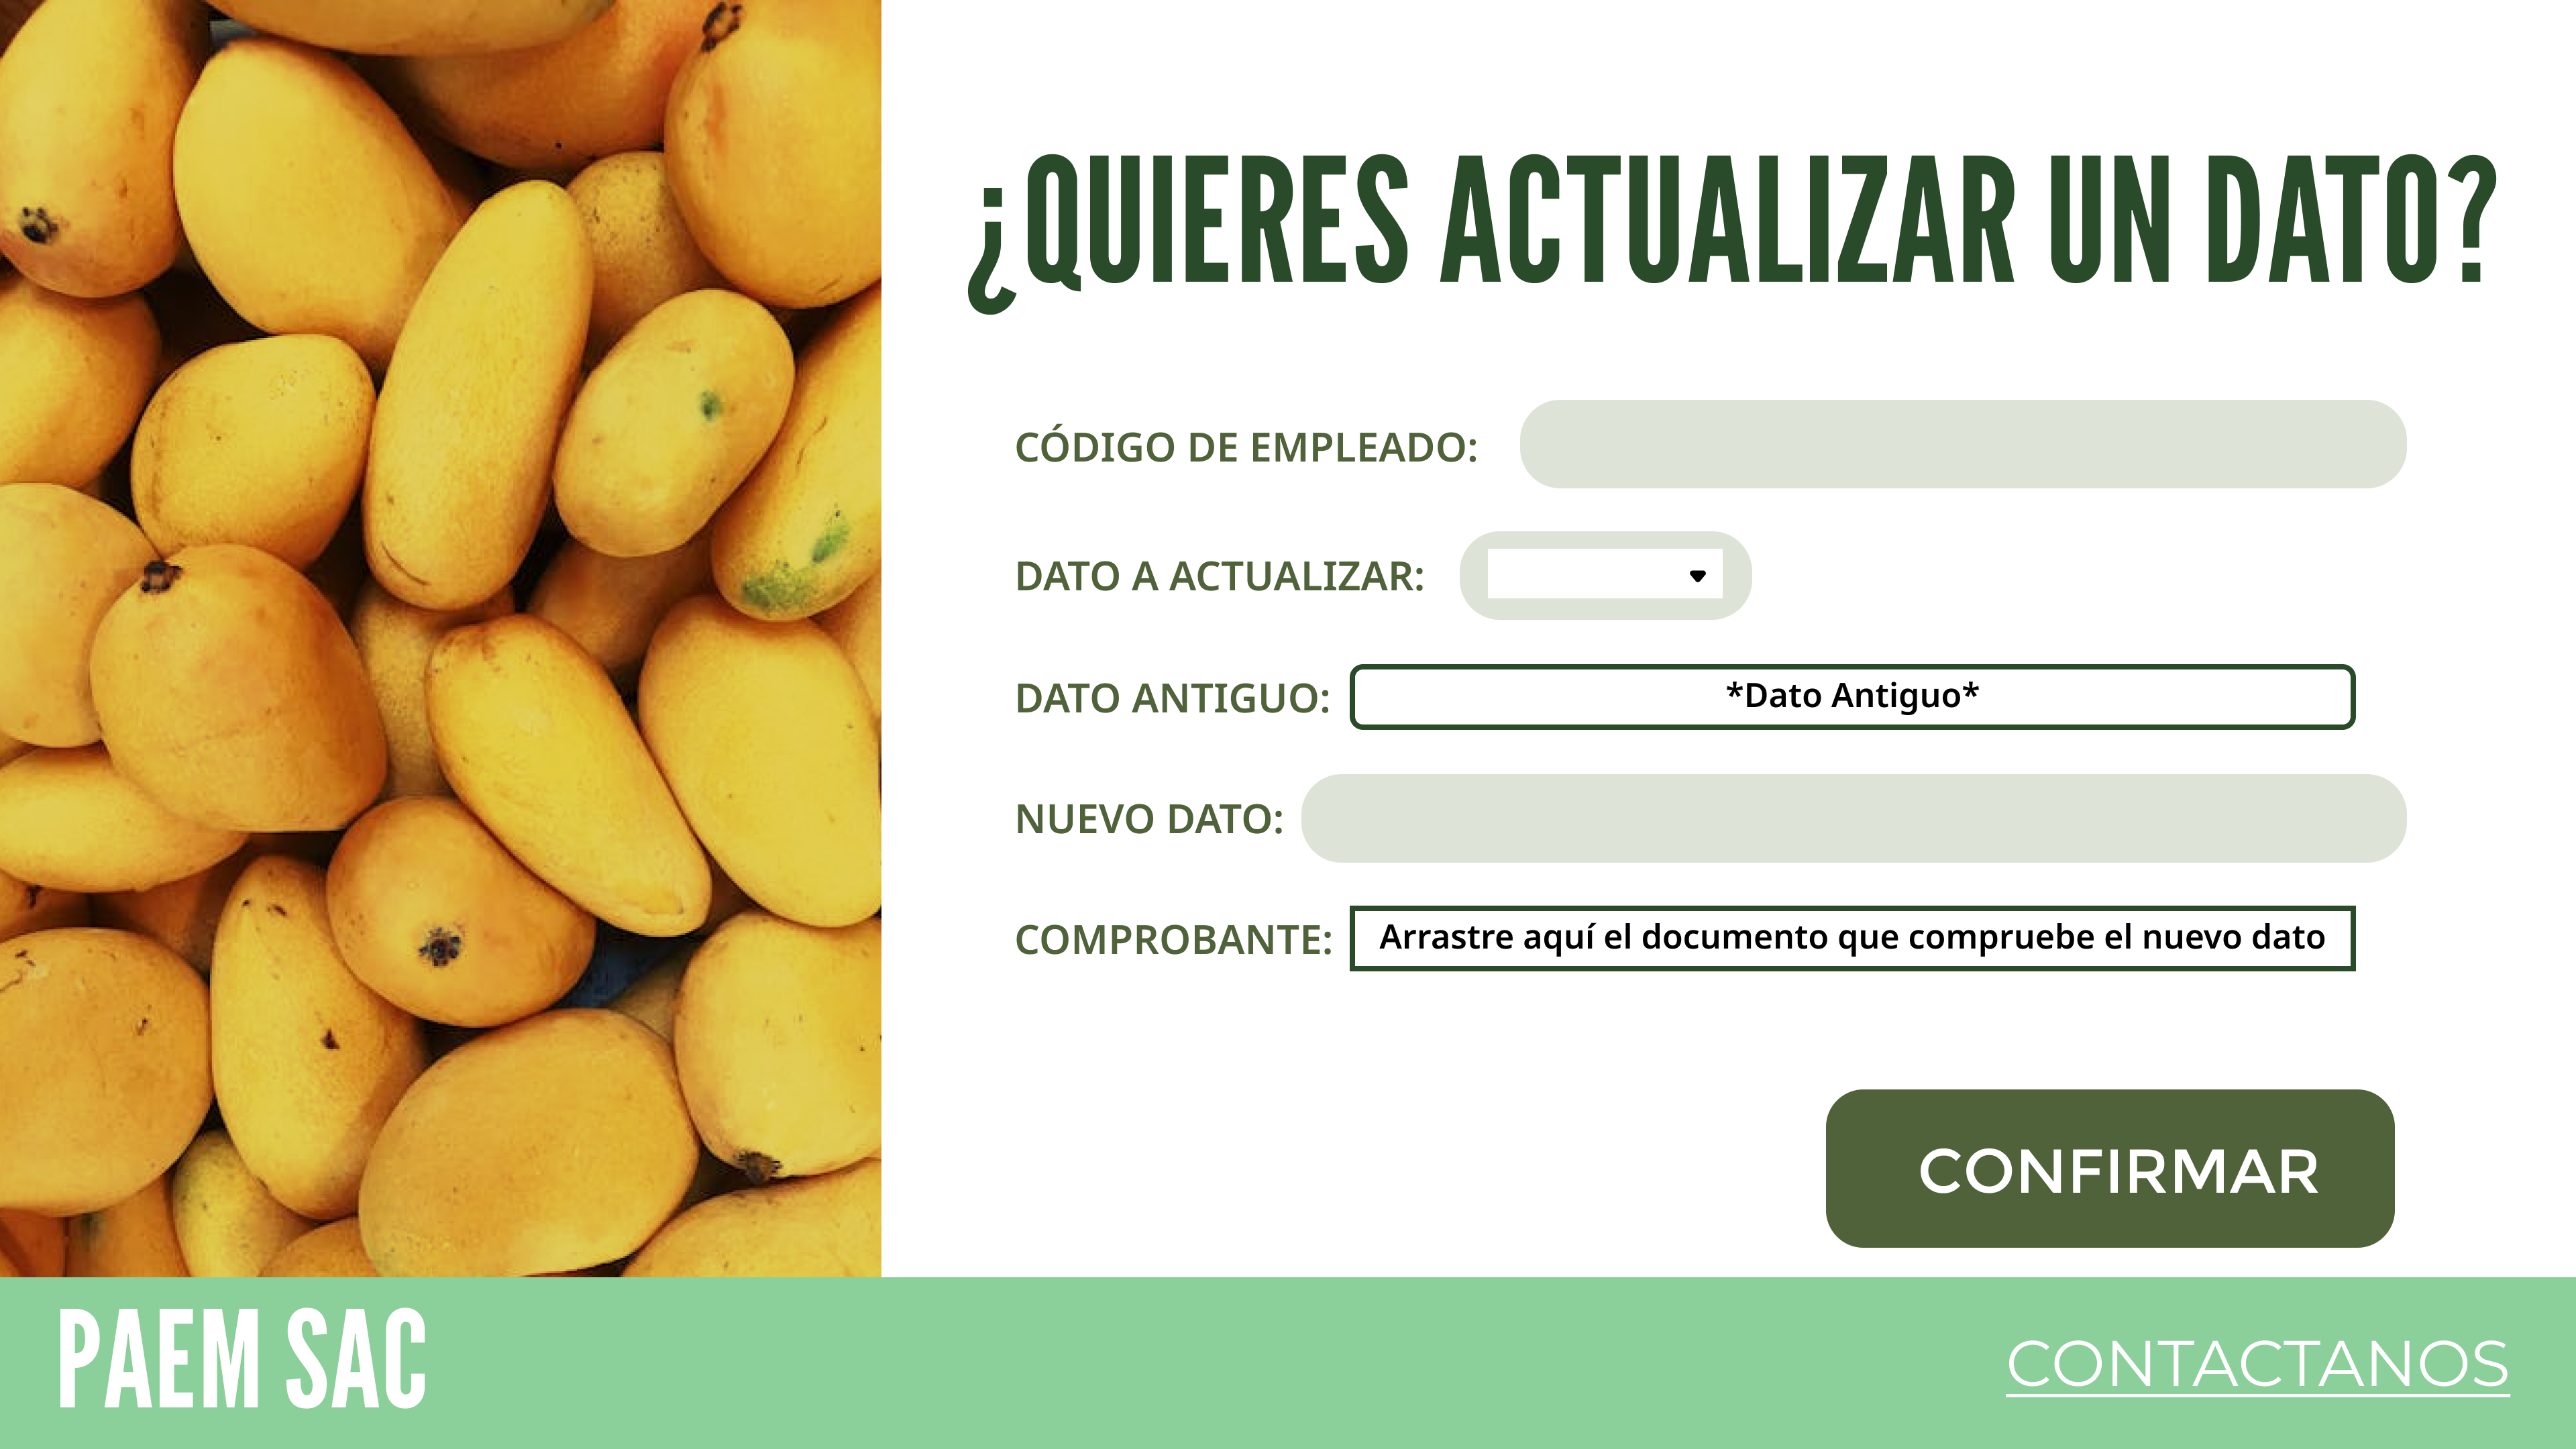 ¿QUIERES ACTUALIZAR UN DATO?
CÓDIGO DE EMPLEADO:
DATO A ACTUALIZAR:
DATO ANTIGUO: *Dato Antiguo*
NUEVO DATO:
COMPROBANTE: Arrastre aquí el documento que compruebe el nuevo dato
CONFIRMAR
PAEM SAC
CONTACTANOS